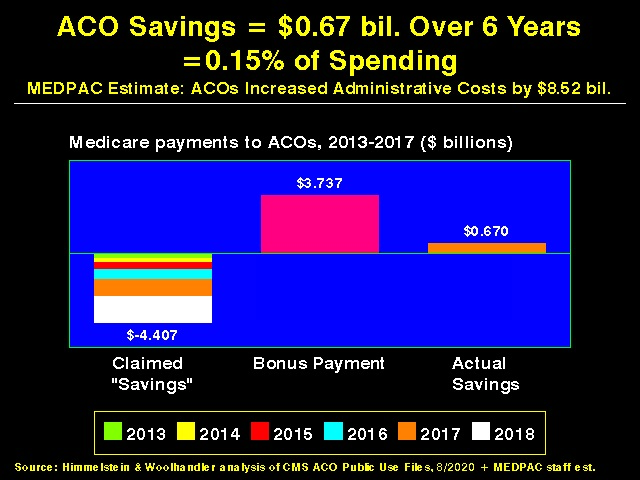 ACO Savings = $0.67 bil. Over 6 Years
=0.15% of Spending
MEDPAC Estimate: ACOs Increased Administrative Costs by $8.52 bil.
Medicare payments to ACOs, 2013-2017 ($ billions)
$3.737
$0.670
$-4.407
Claimed
"Savings"
Bonus Payment
Actual
Savings
2013 2014 2015 2016 2017 2018
Source: Himmelstein & Woolhandler analysis of CMS ACO Public Use Files, 8/2020 + MEDPAC staff est.